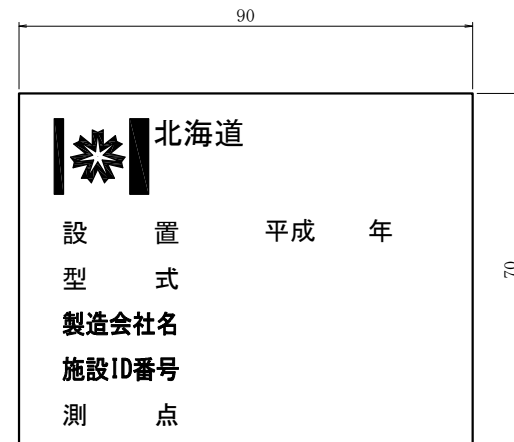 90
北海道
設 置 平成 年
型 式
70
製造会社名
施設ID番号
測 点